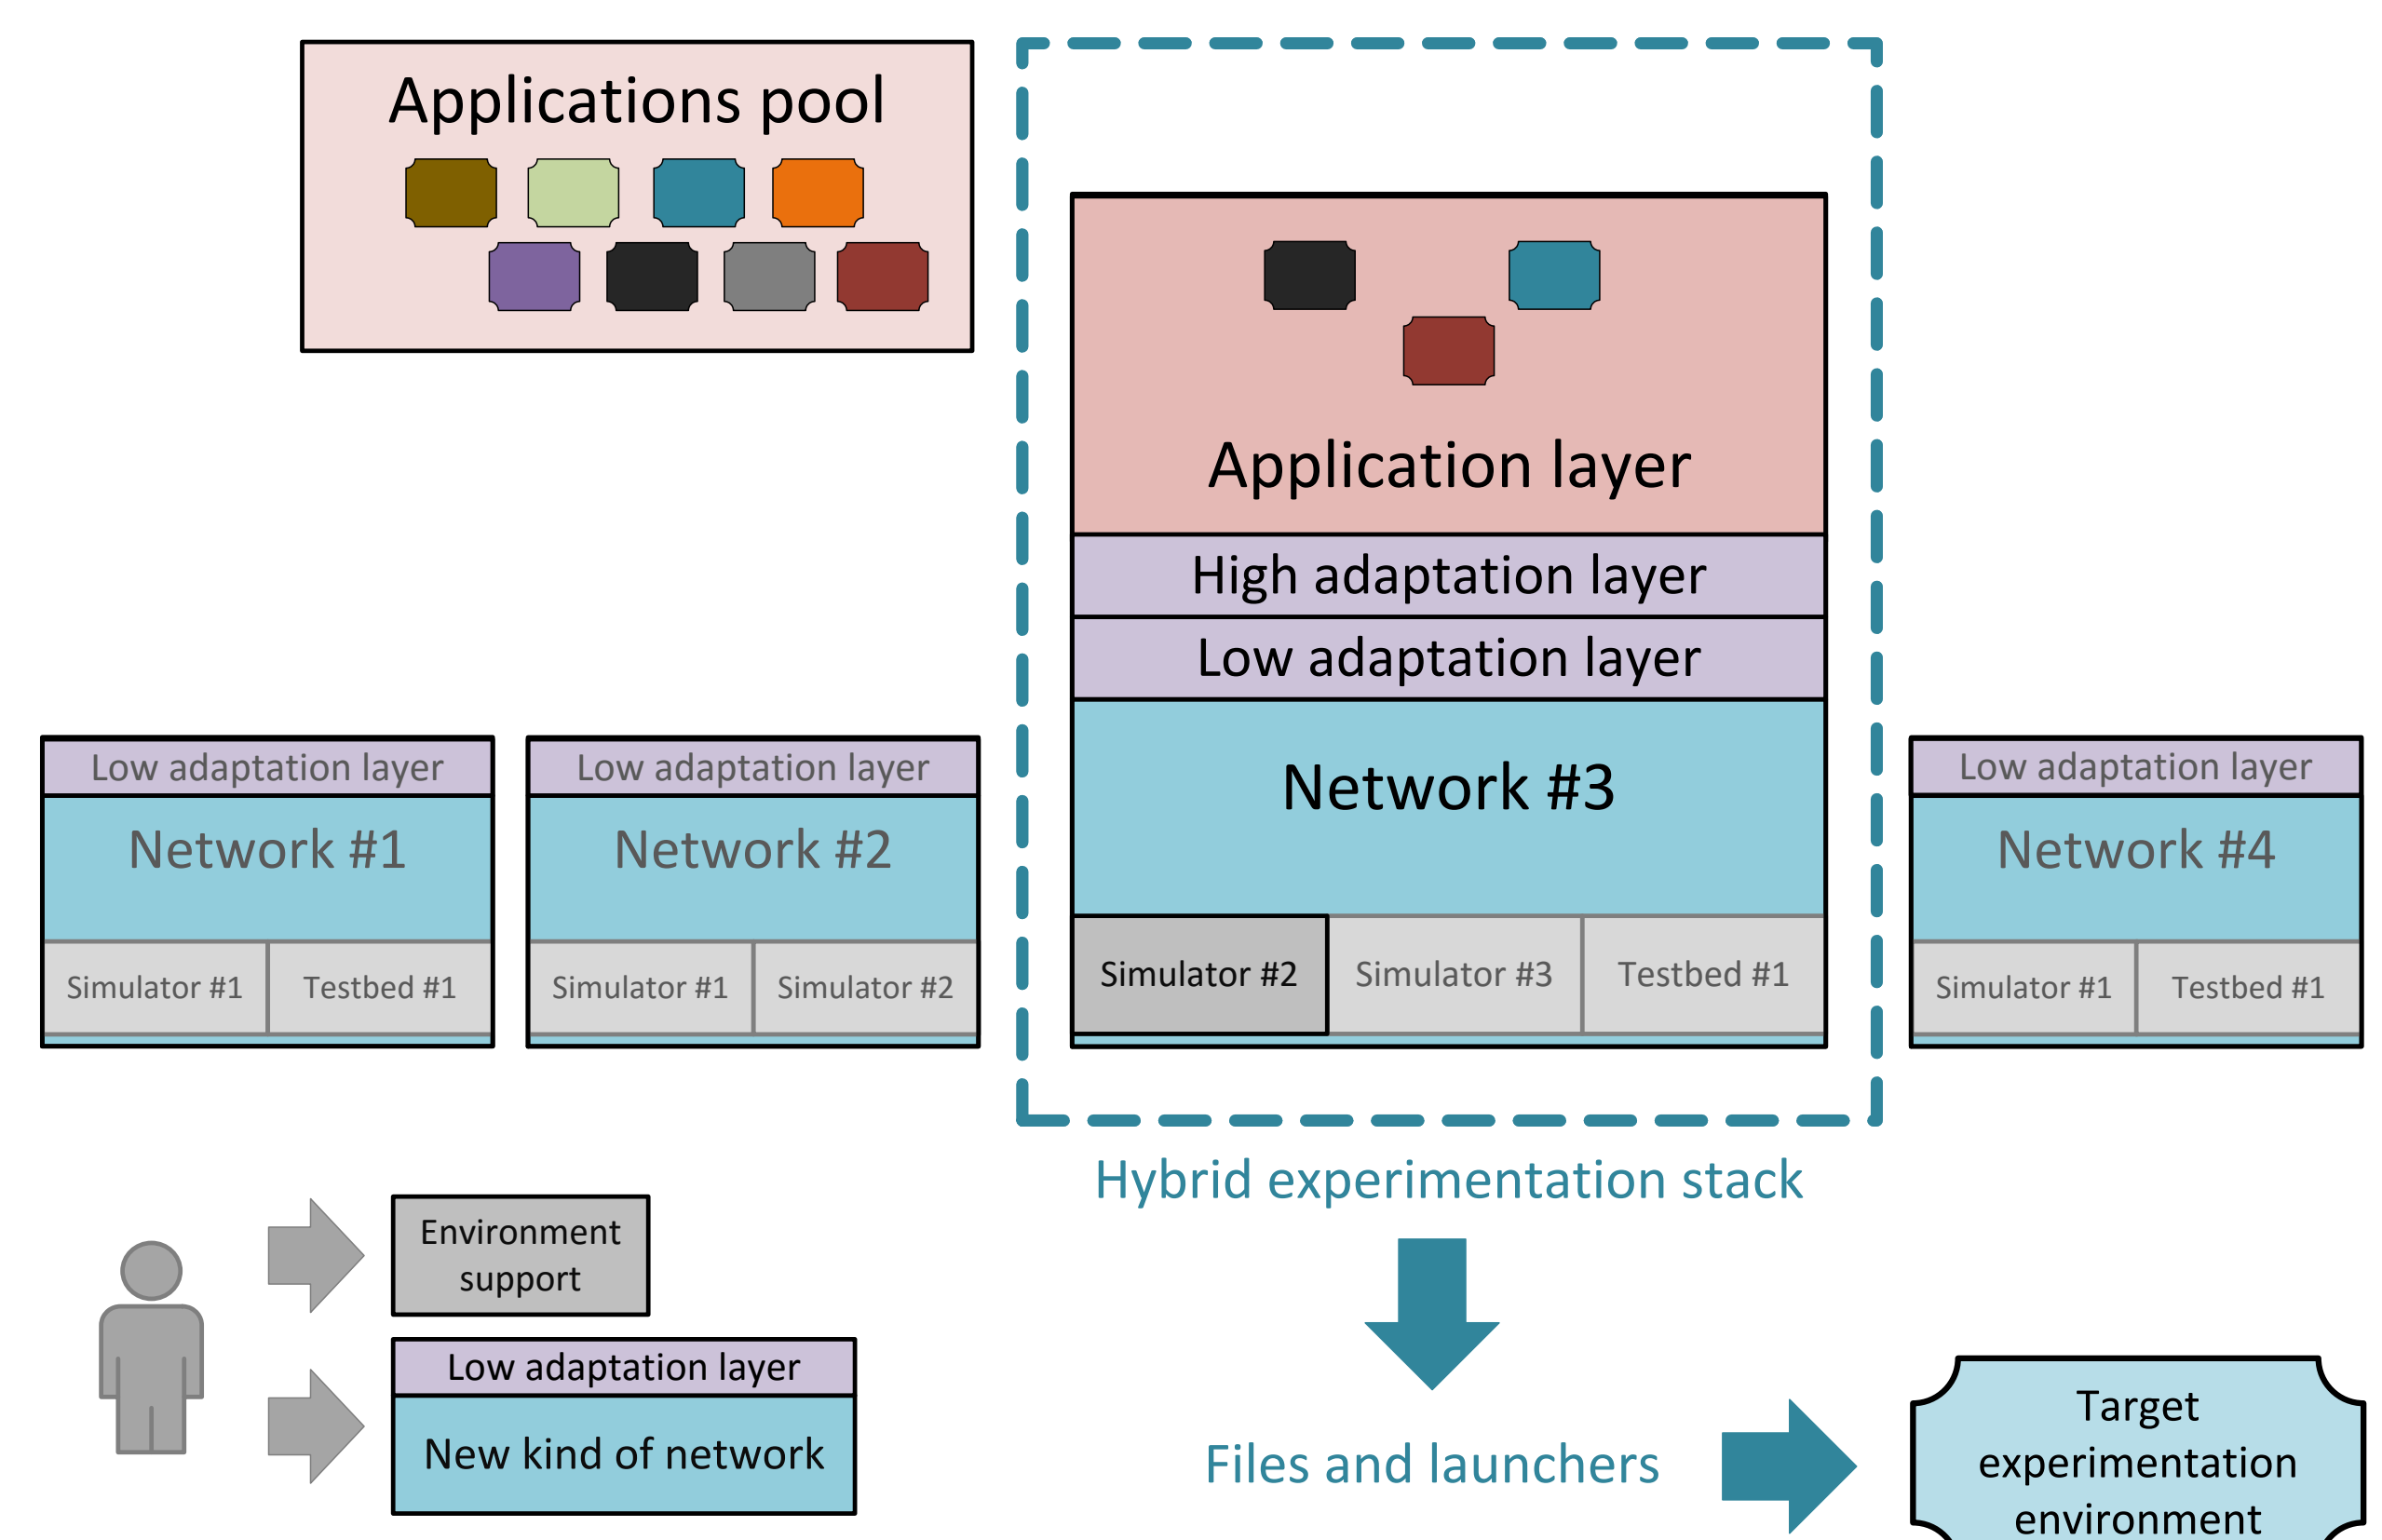 Applications pool
Application layer
High adaptation layer
Low adaptation layer
Network #3
Simulator #2
Simulator #3
Testbed #1
Low adaptation layer
Network #1
Simulator #1
Testbed #1
Low adaptation layer
Network #2
Simulator #1
Simulator #2
Low adaptation layer
Network #4
Simulator #1
Testbed #1
Hybrid experimentation stack
Environment
support
Low adaptation layer
New kind of network
Files and launchers
Target
experimentation
environment